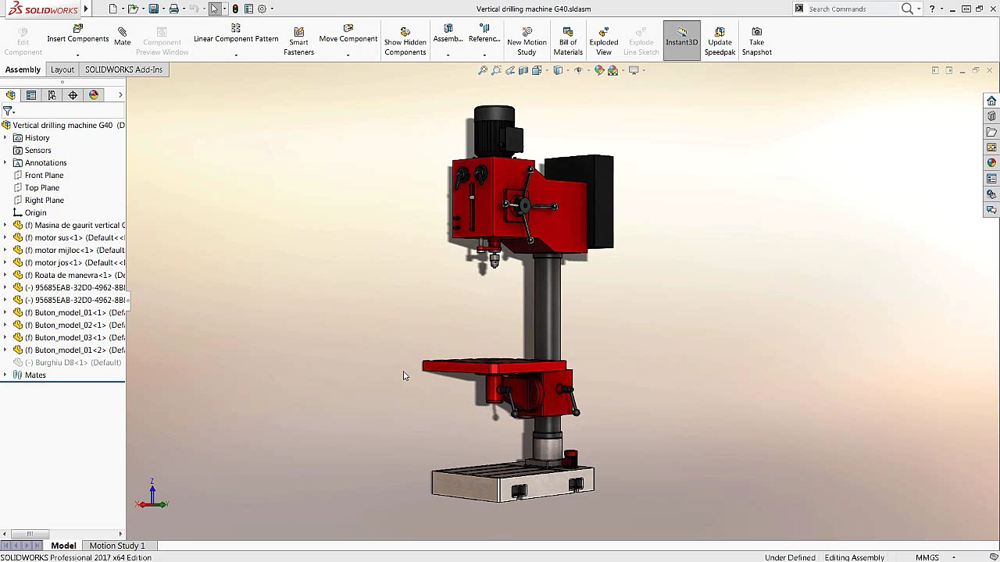 SOLIDWORKS
Vertical drilling machine G40.sldasm
Search Commands
?
Edit
Component
Insert Components
Mate
Component
Preview Window
Linear Component Pattern
Smart
Fasteners
Move Component
Show Hidden
Components
Assemb...
Referenc...
New Motion
Study
Bill of
Materials
Exploded
View
Explode
Line Sketch
Instant3D
Update
Speedpak
Take
Snapshot
Assembly
Layout
SOLIDWORKS Add-Ins
Vertical drilling machine G40 (D
History
Sensors
Annotations
Front Plane
Top Plane
Right Plane
Origin
(f) Masina de gaurit vertical G
(f) motor sus<1> (Default<<
(f) motor mijloc<1> (Default
(f) motor jos<1> (Default<<I
(f) Roata de manevra<1> (De
(-) 95685EAB-32D0-4962-8BI
(-) 95685EAB-32D0-4962-8BI
(f) Buton_model_01<1> (Defa
(f) Buton_model_02<1> (Defa
(f) Buton_model_03<1> (Defa
(f) Buton_model_01<2> (Defa
(-) Burghiu D8<1> (Default)
Mates
Z
X
Y
Model
Motion Study 1
SOLIDWORKS Professional 2017 x64 Edition
Under Defined
Editing Assembly
MMGS